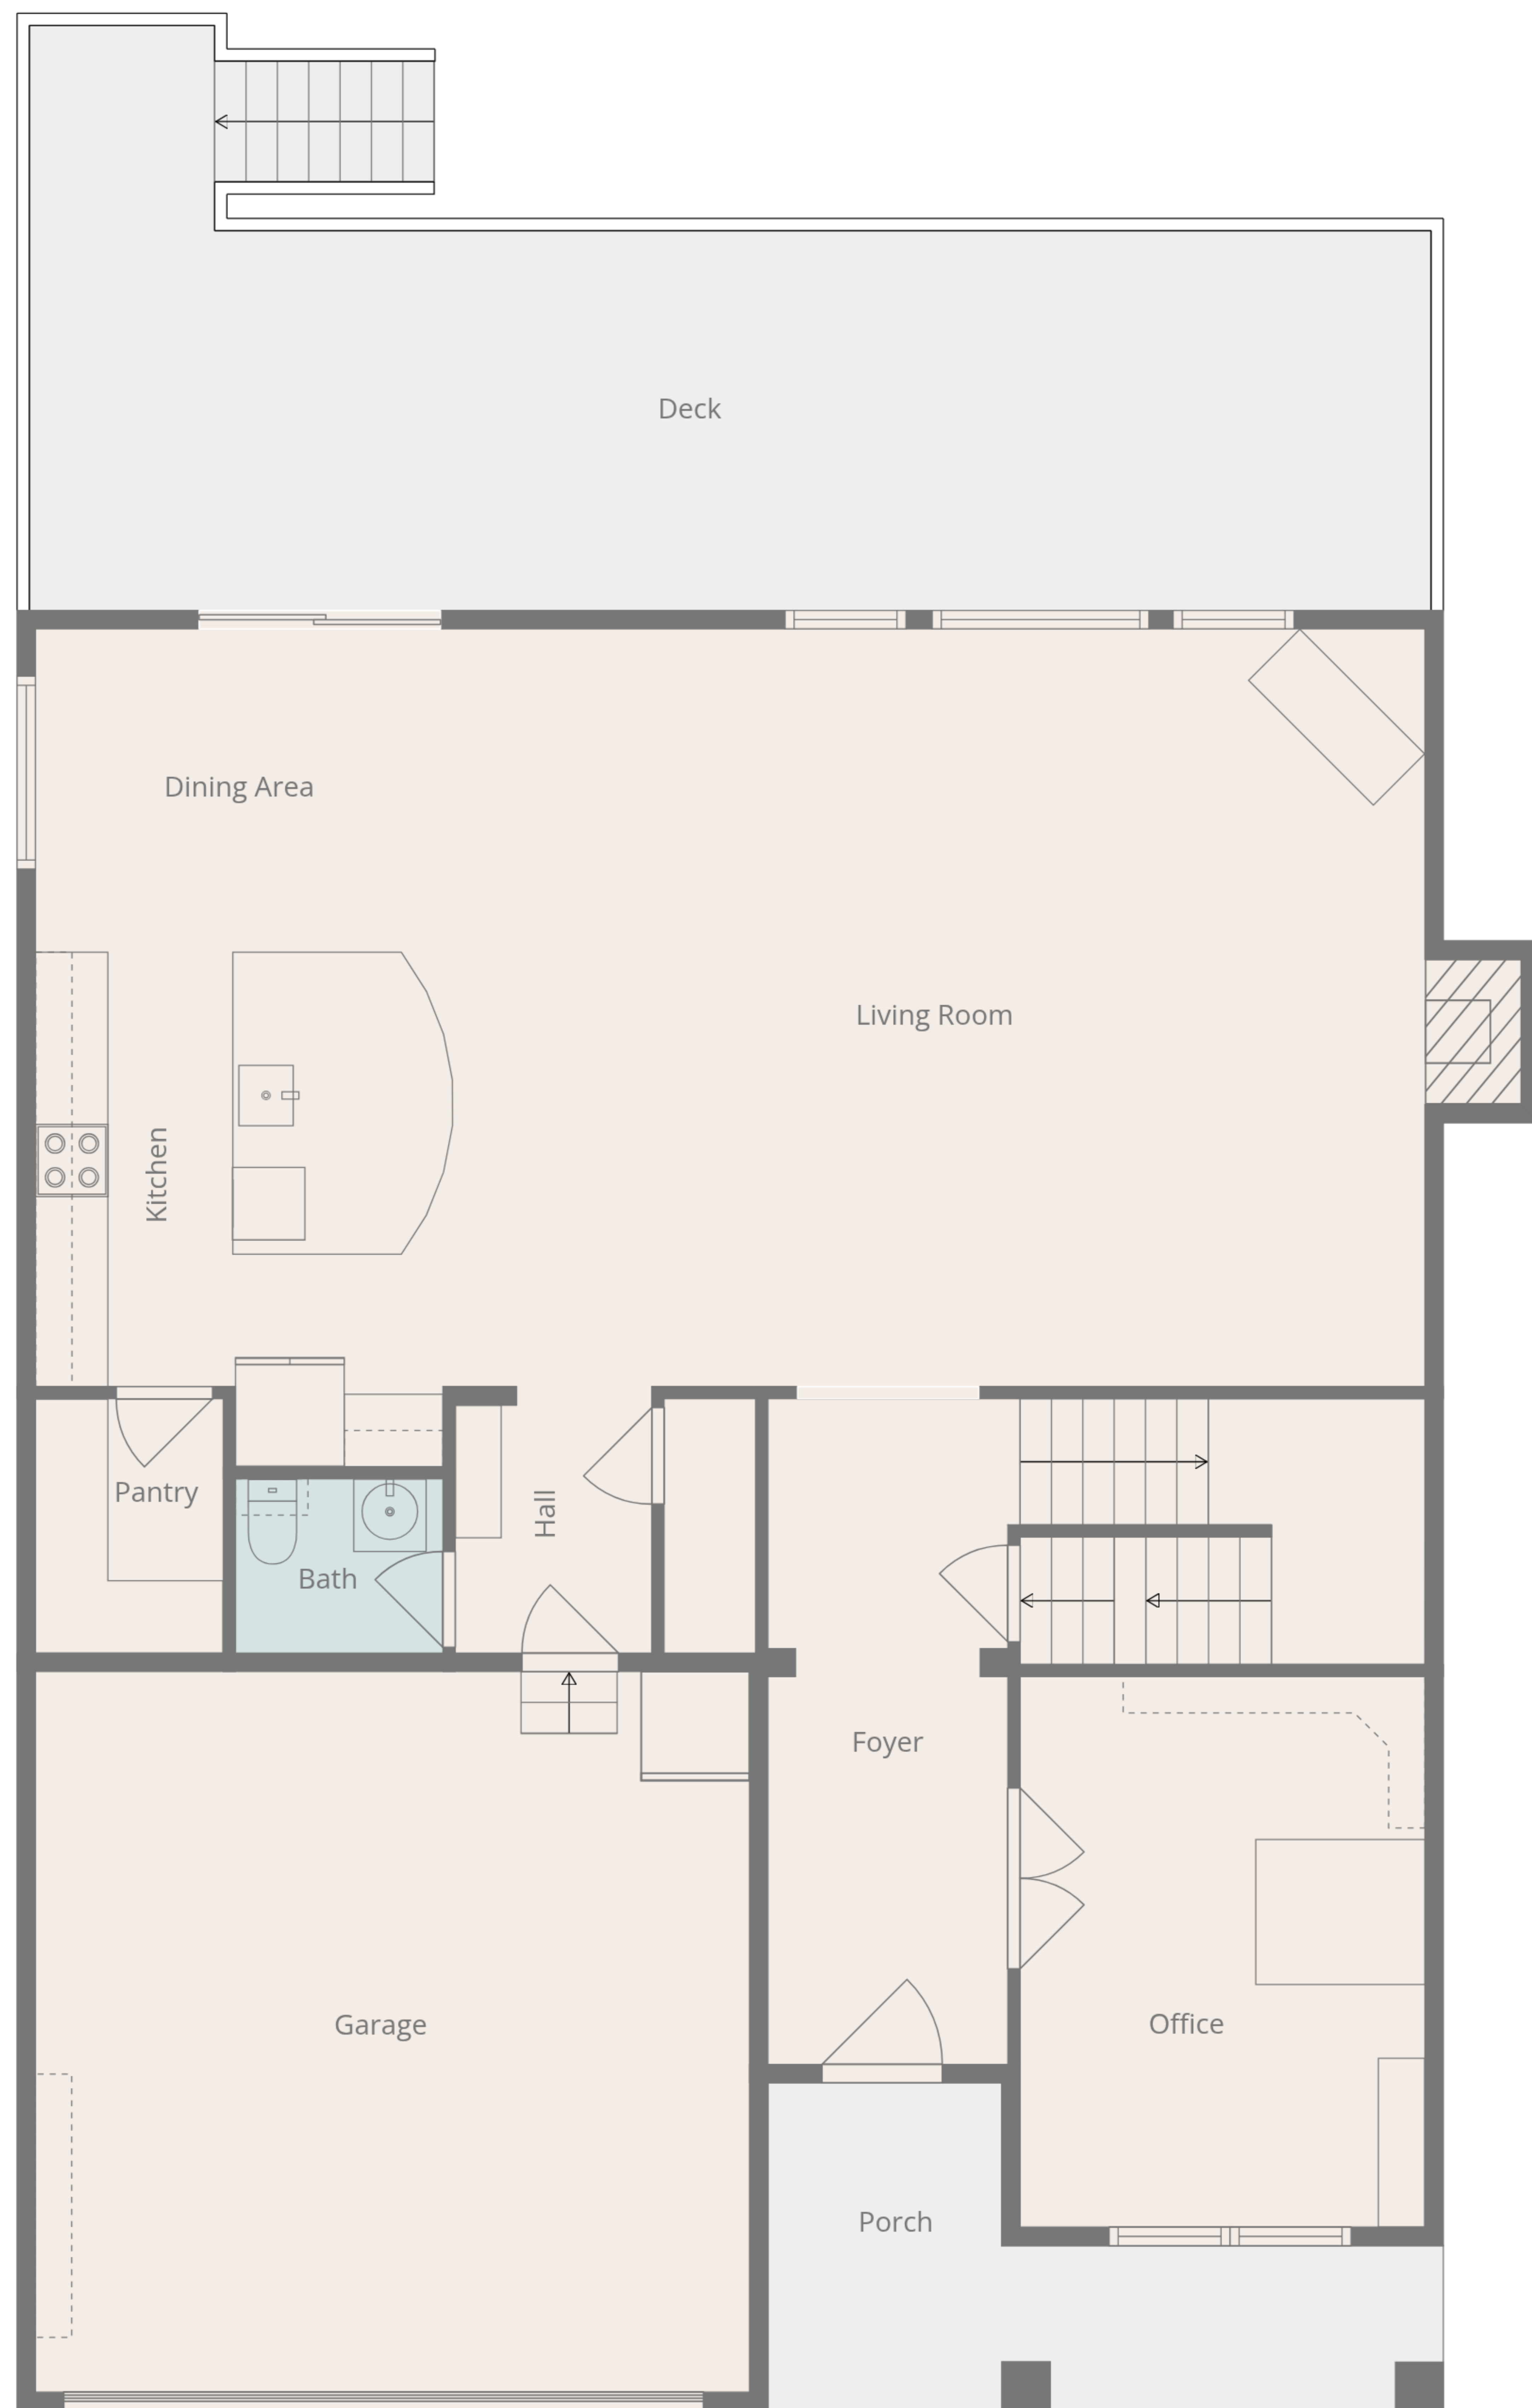 Deck
Dining Area
Living Room
Kitchen
Pantry
Hall
Bath
Foyer
Garage
Office
Porch